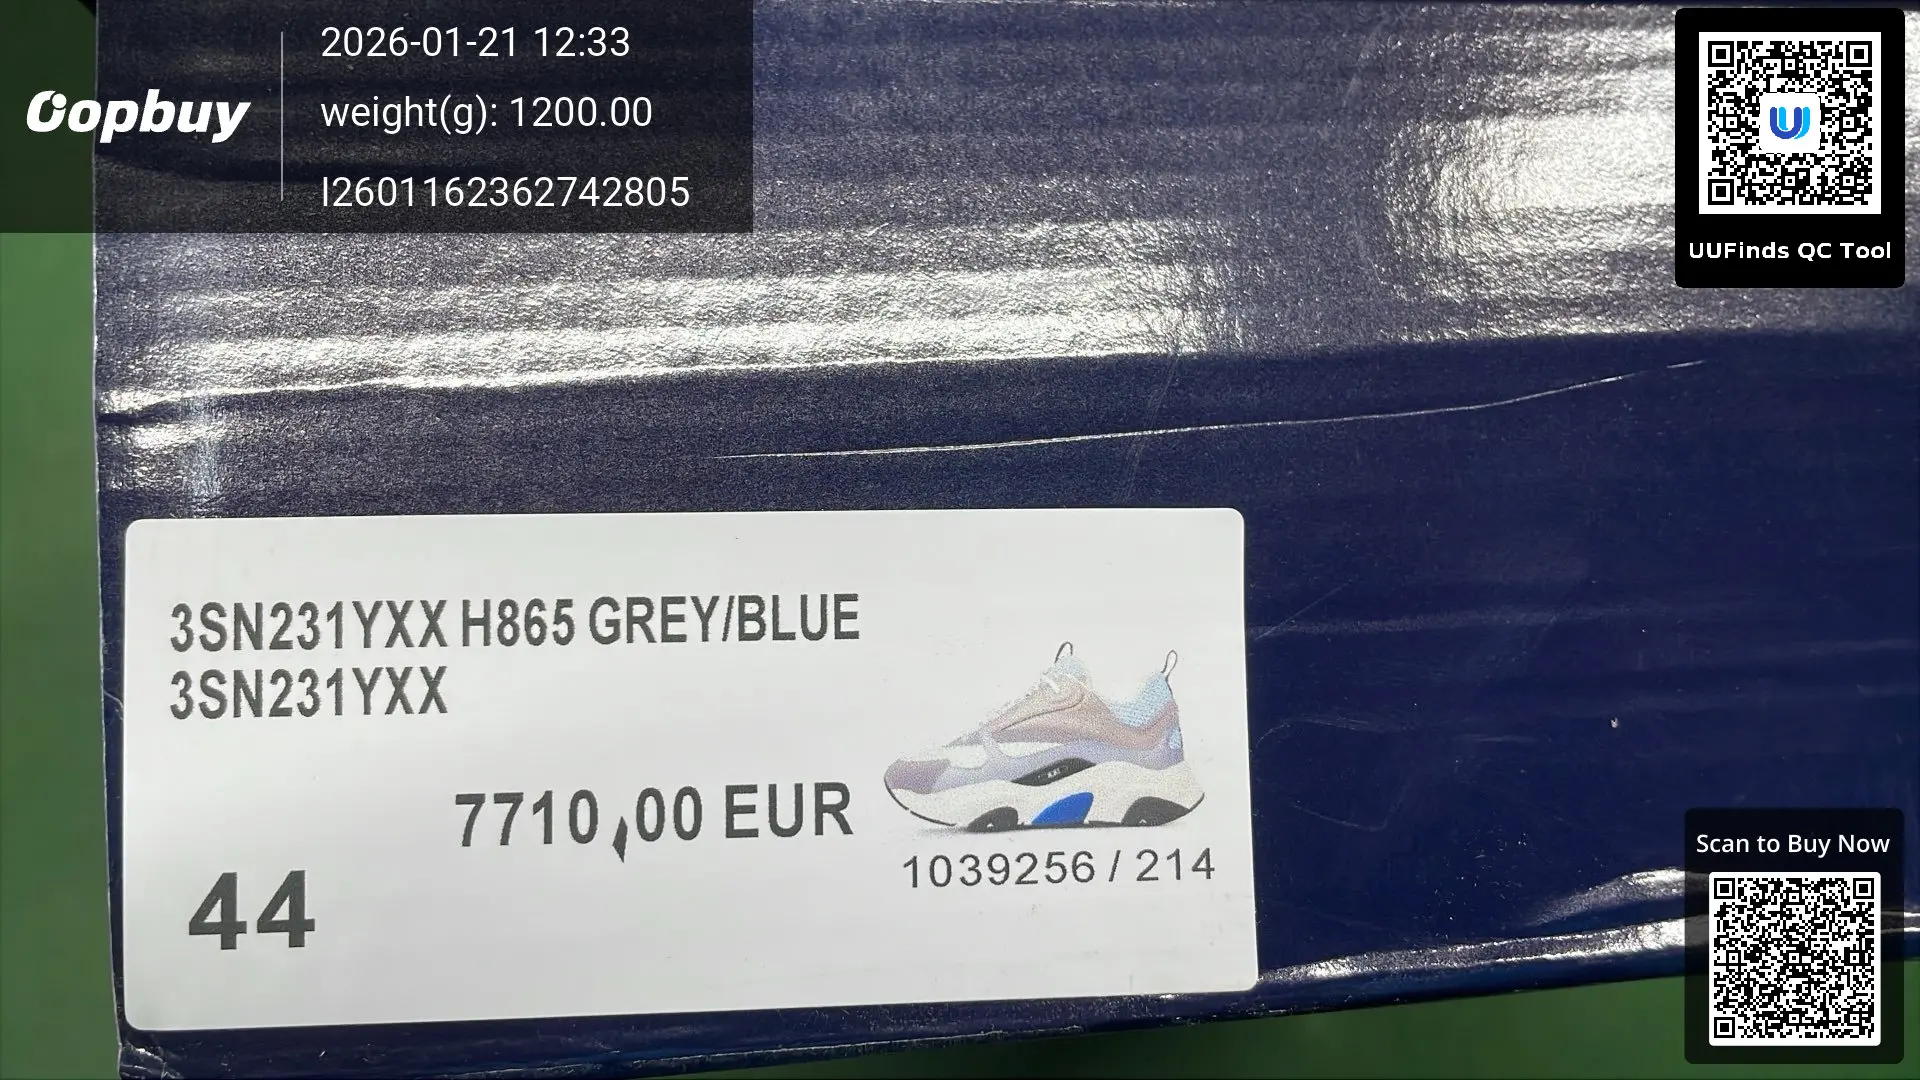 Oopbuy
2026-01-21 12:33
weight(g): 1200.00
I2601162362742805
UUFinds QC Tool
3SN231YXX H865 GREY/BLUE
3SN231YXX
7710,00 EUR
1039256 / 214
44
Scan to Buy Now